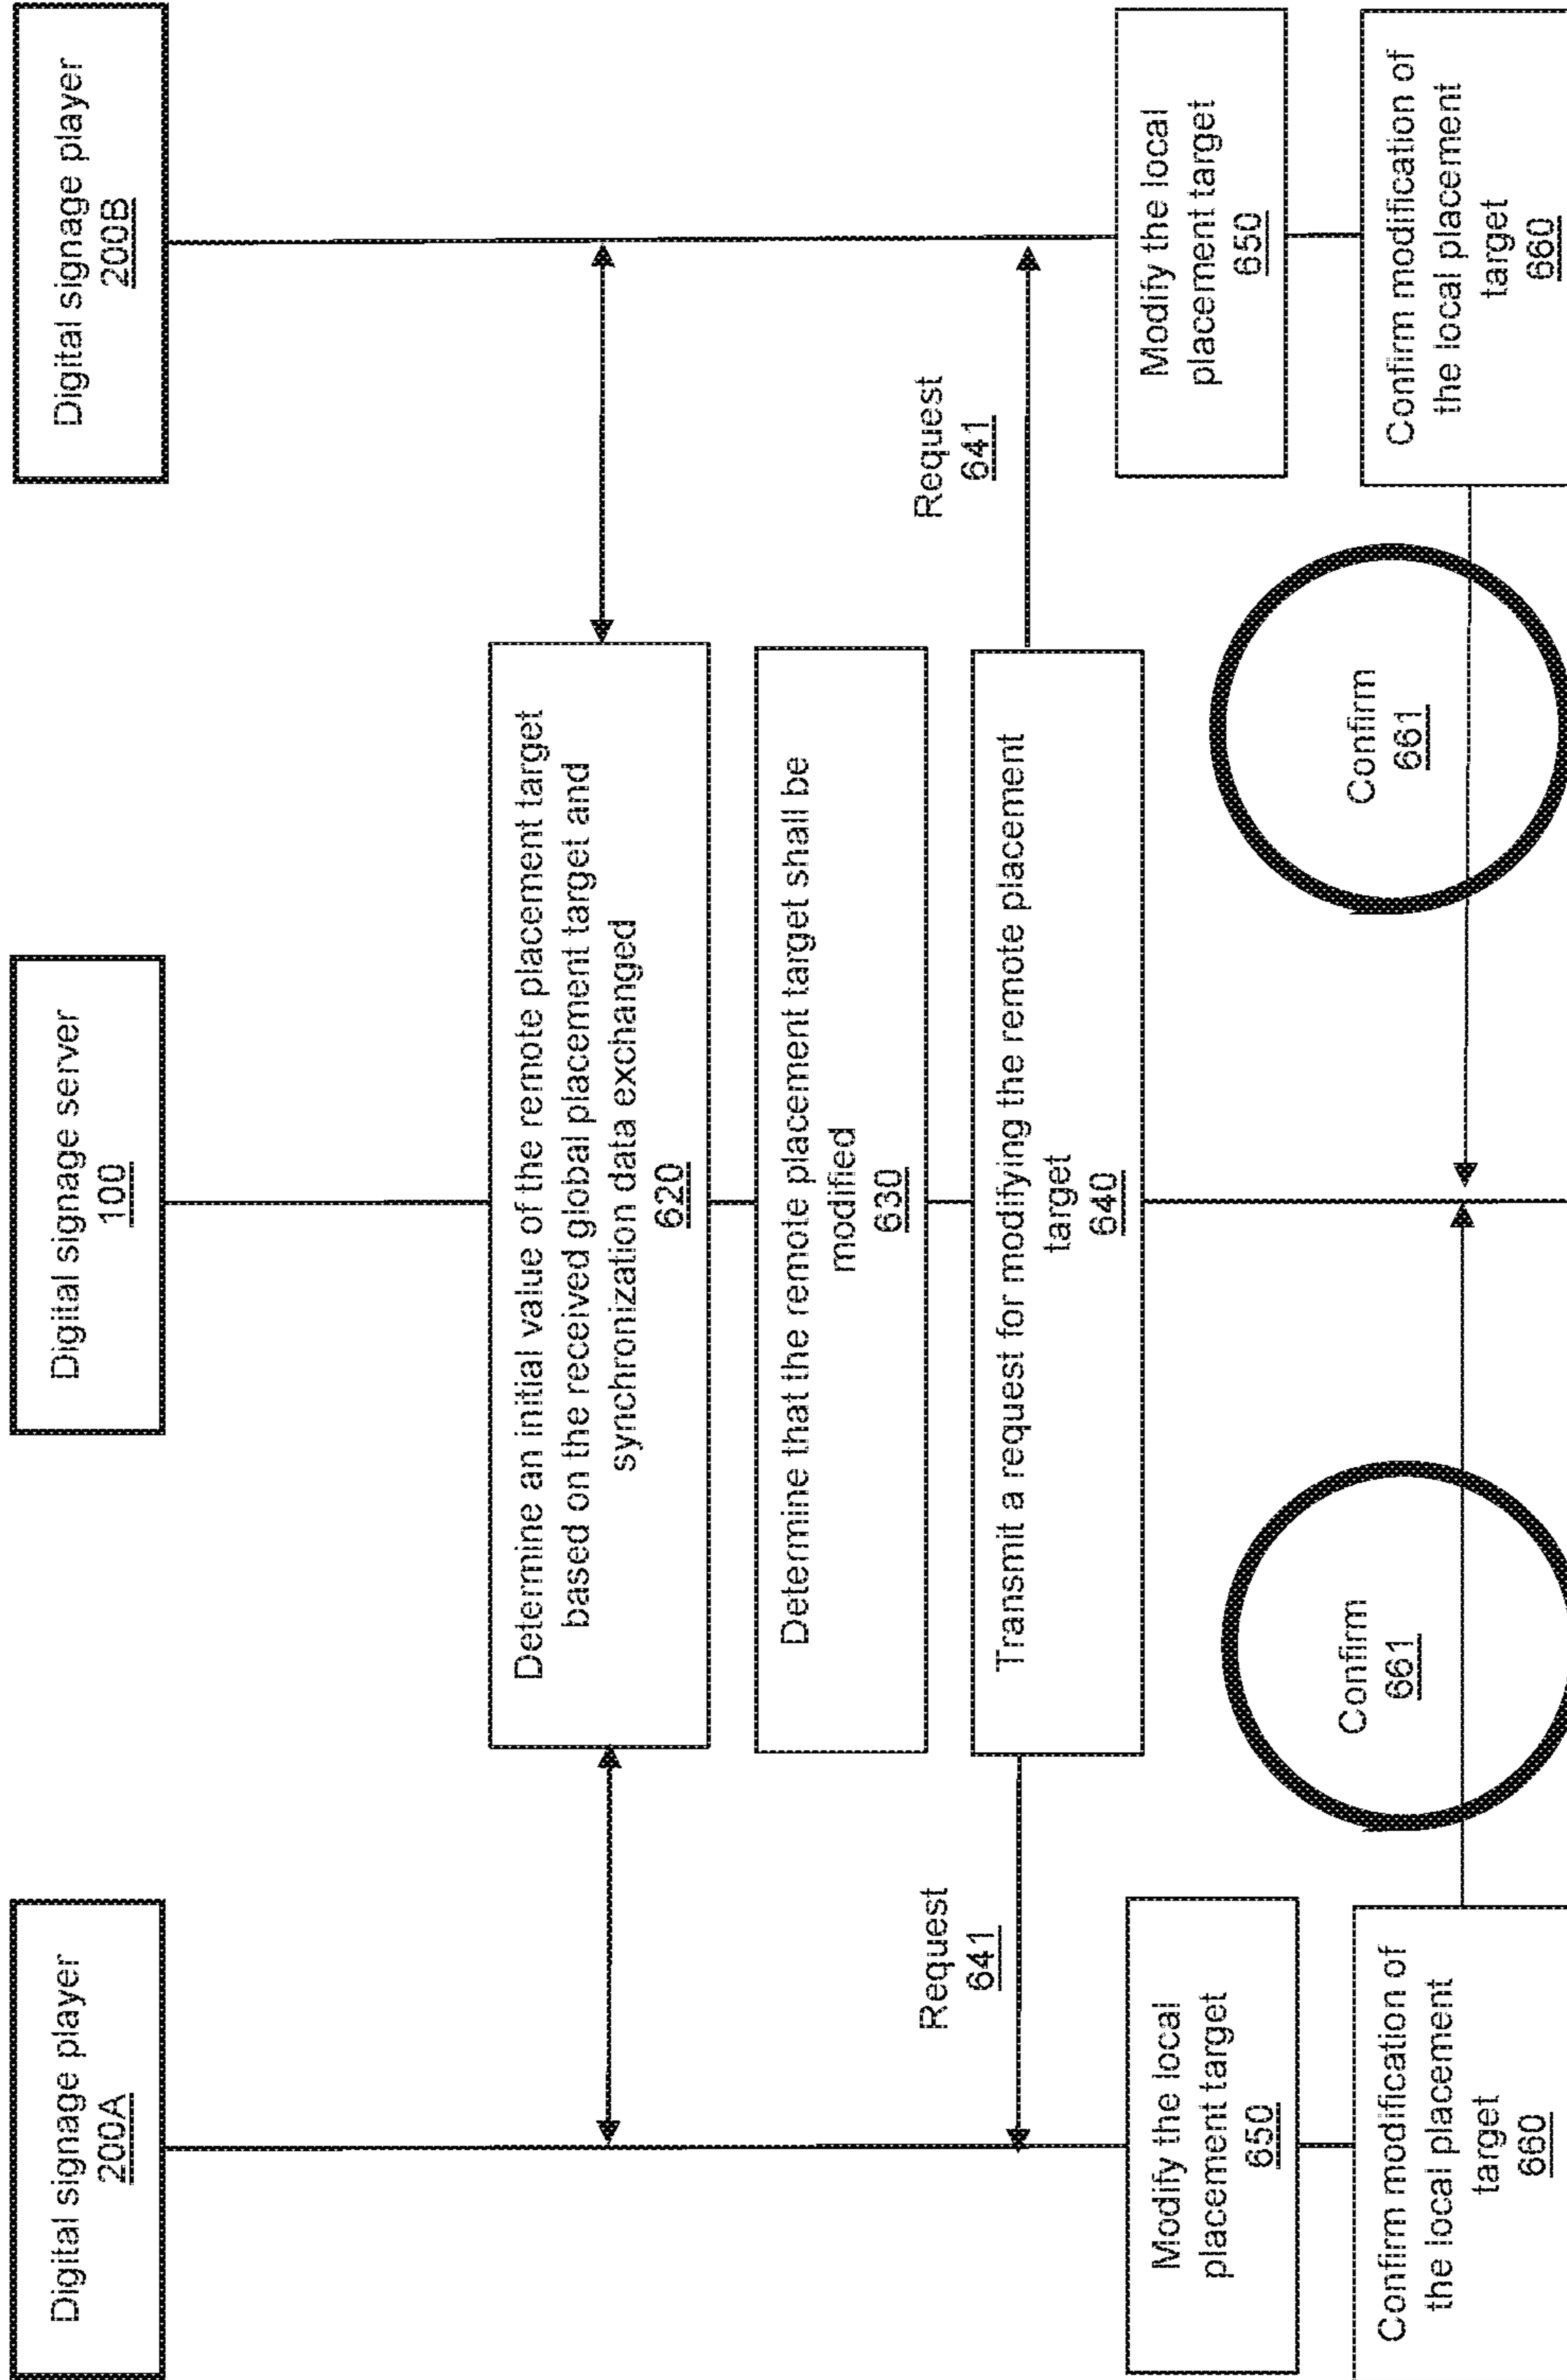 Digital signage player
200A
Digital signage server
100
Digital signage player
200B
Determine an initial value of the remote placement target
based on the received global placement target and
synchronization data exchanged
620
Determine that the remote placement target shall be
modified
630
Request
641
Transmit a request for modifying the remote placement
target
640
Request
641
Modify the local
placement target
650
Modify the local
placement target
650
Confirm modification of
the local placement
target
660
Confirm
661
Confirm
661
Confirm modification of
the local placement
target
660